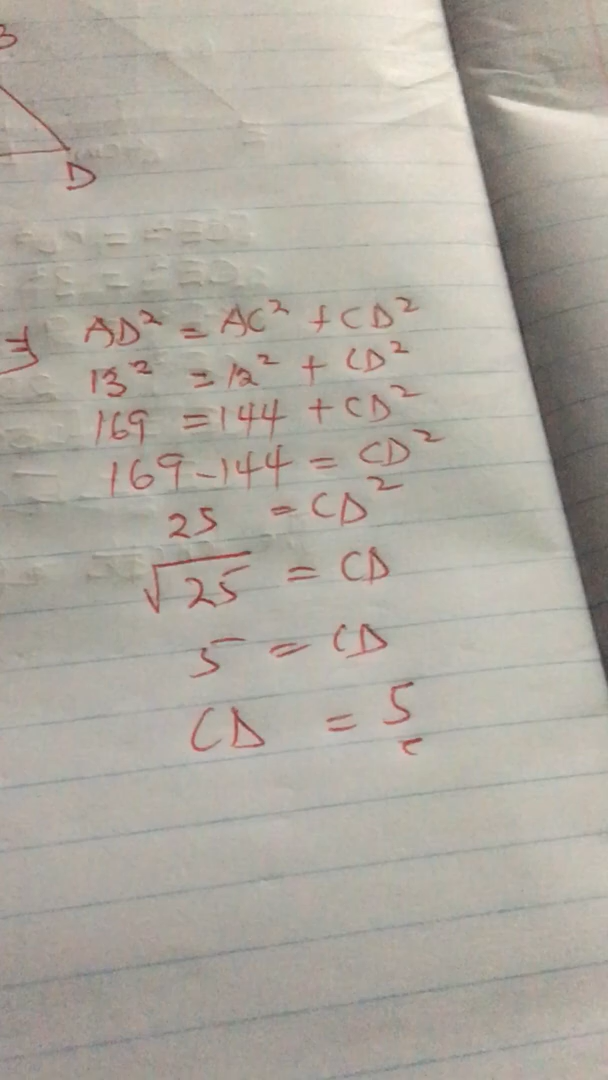 B
D
⇒ AD² = AC² + CD²
13² = 12² + CD²
169 = 144 + CD²
169 - 144 = CD²
25 = CD²
√25 = CD
5 = CD
CD = 5